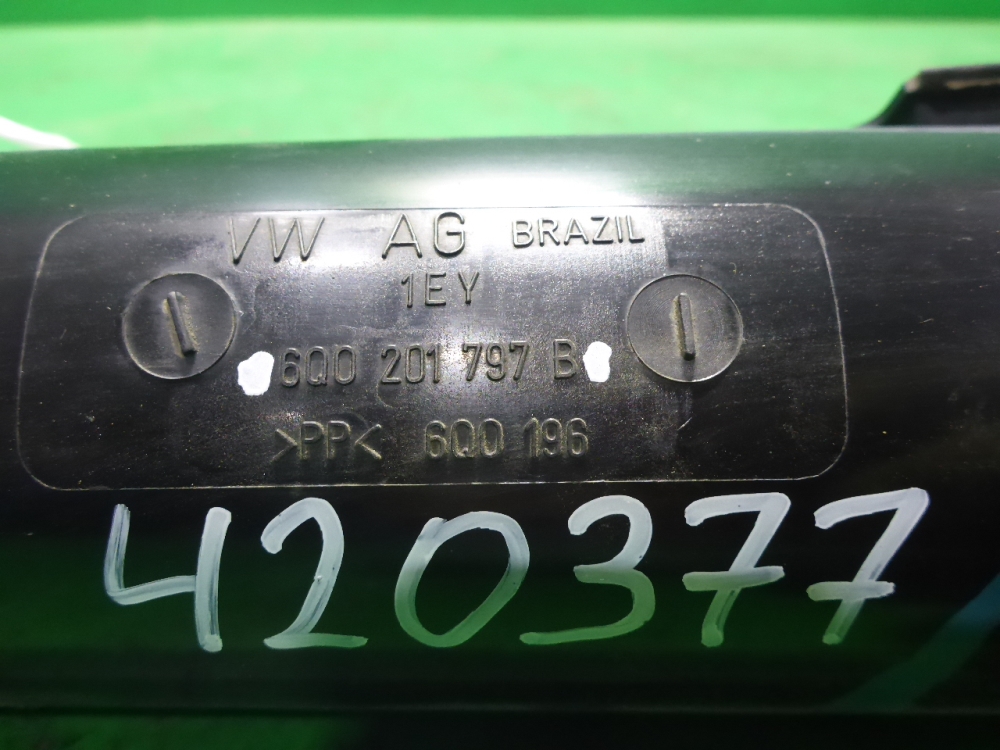 VW AG BRAZIL
1EY
6Q0 201 797 B
>PP< 6Q0 196
420377